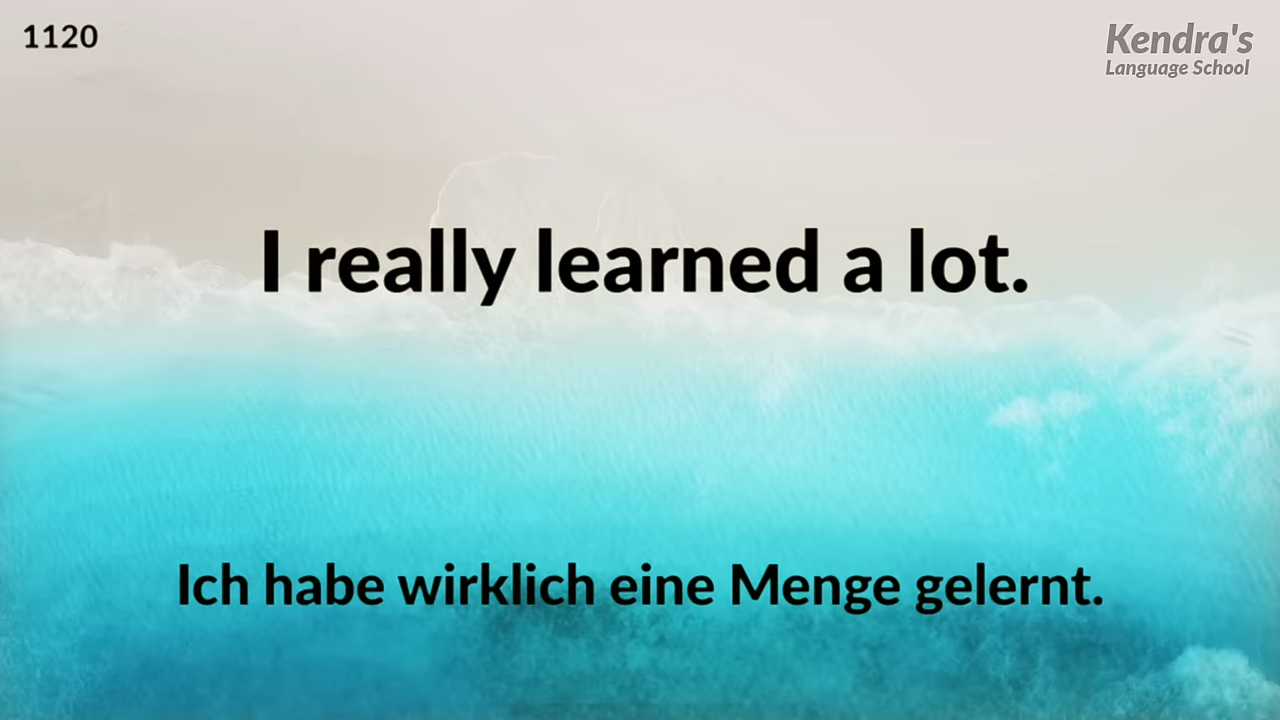 1120
Kendra's
Language School
I really learned a lot.
Ich habe wirklich eine Menge gelernt.